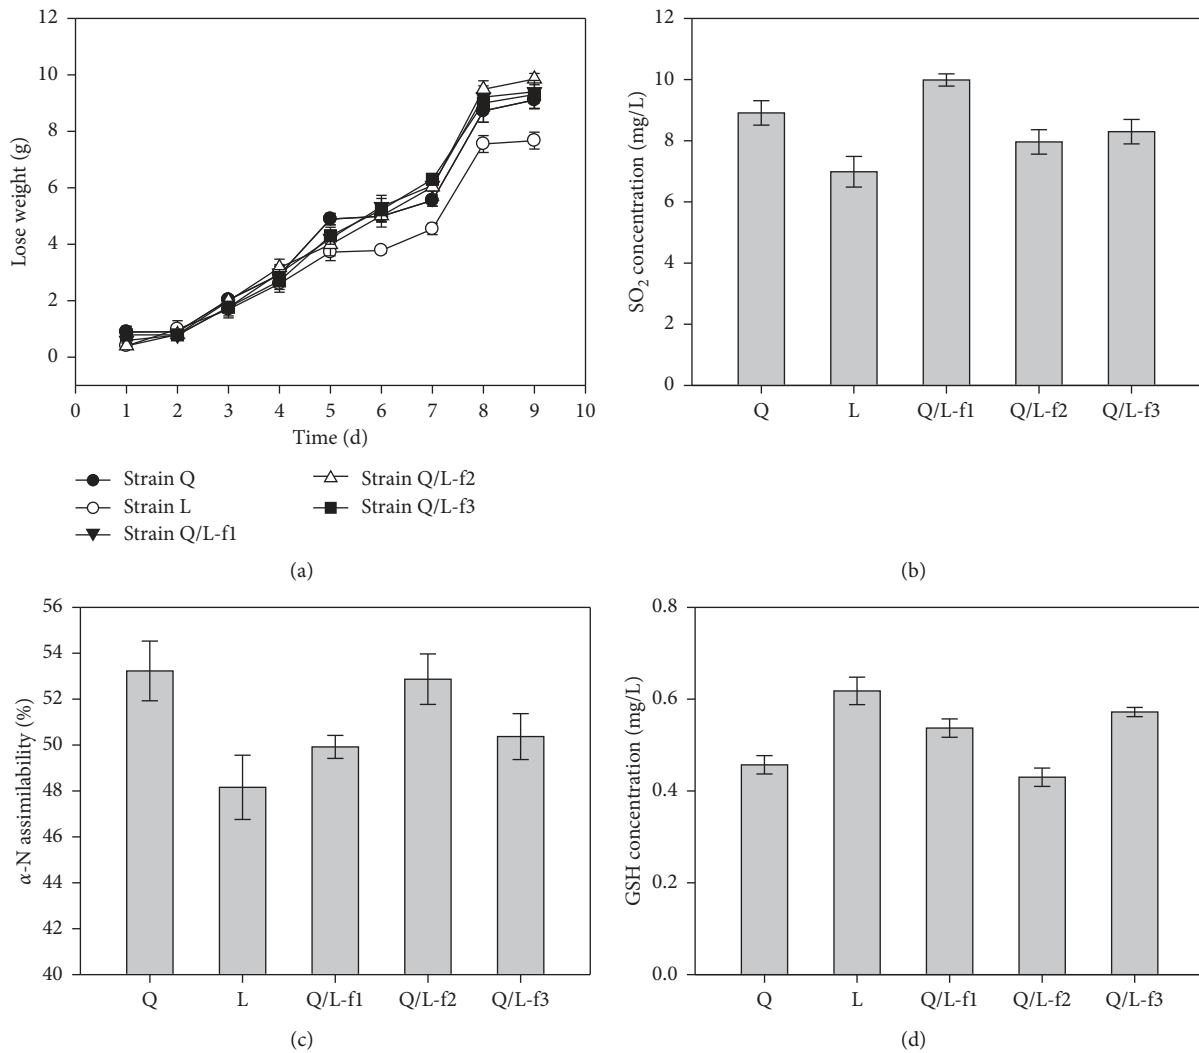 12
10
8
6
4
2
0
Lose weight (g)
0 1 2 3 4 5 6 7 8 9 10
Time (d)
Strain Q
Strain L
Strain Q/L-f1
Strain Q/L-f2
Strain Q/L-f3
(a)
12
10
8
6
4
2
0
SO2 concentration (mg/L)
Q L Q/L-f1 Q/L-f2 Q/L-f3
(b)
56
54
52
50
48
46
44
42
40
α-N assimilability (%)
Q L Q/L-f1 Q/L-f2 Q/L-f3
(c)
0.8
0.6
0.4
0.2
0.0
GSH concentration (mg/L)
Q L Q/L-f1 Q/L-f2 Q/L-f3
(d)